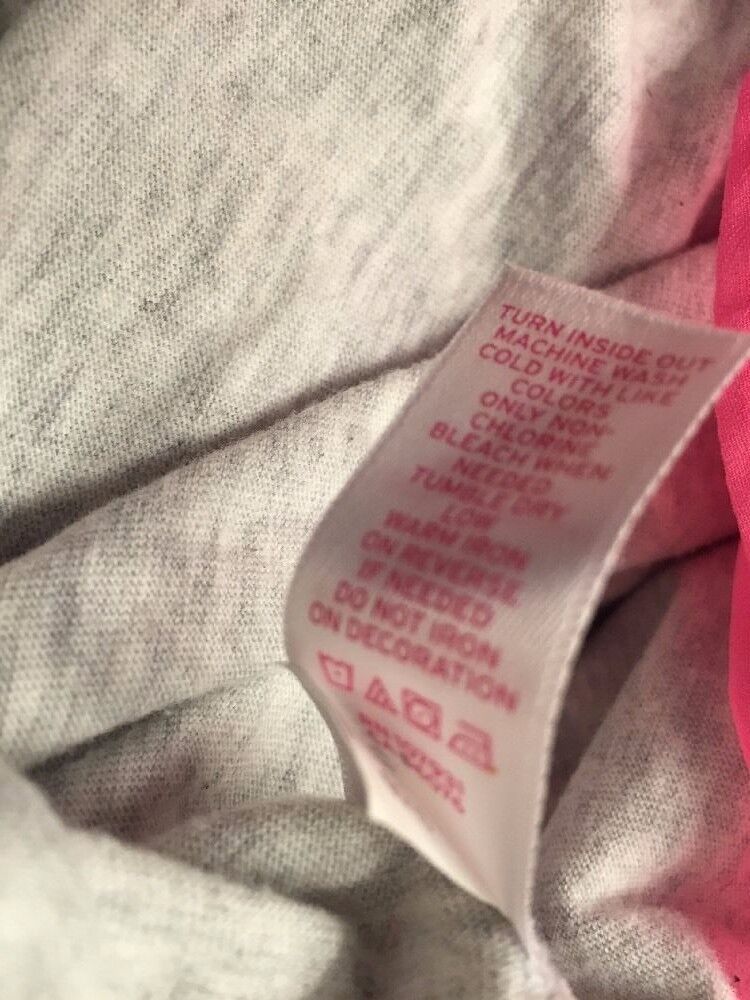 TURN INSIDE OUT
MACHINE WASH
COLD WITH LIKE
COLORS
ONLY NON-
CHLORINE
BLEACH WHEN
NEEDED
TUMBLE DRY
LOW
WARM IRON
ON REVERSE
IF NEEDED
DO NOT IRON
ON DECORATION